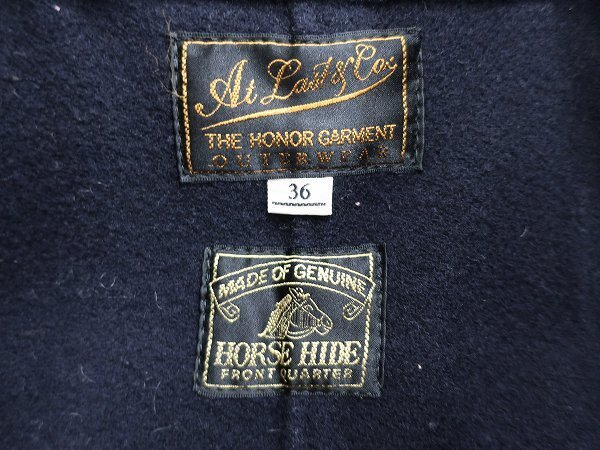 At Last & Co
THE HONOR GARMENT
OUTERWEAR
36
MADE OF GENUINE
HORSE HIDE
FRONT QUARTER